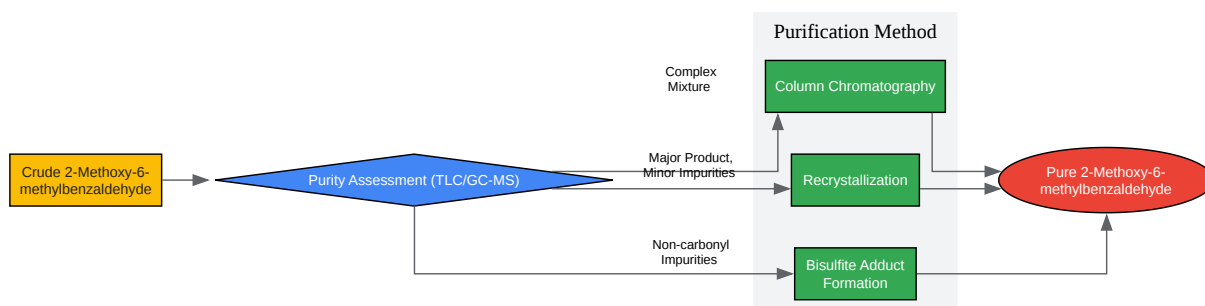 Purification Method
Complex
Mixture
Column Chromatography
Crude 2-Methoxy-6-
methylbenzaldehyde
Purity Assessment (TLC/GC-MS)
Major Product,
Minor Impurities
Recrystallization
Pure 2-Methoxy-6-
methylbenzaldehyde
Non-carbonyl
Impurities
Bisulfite Adduct
Formation